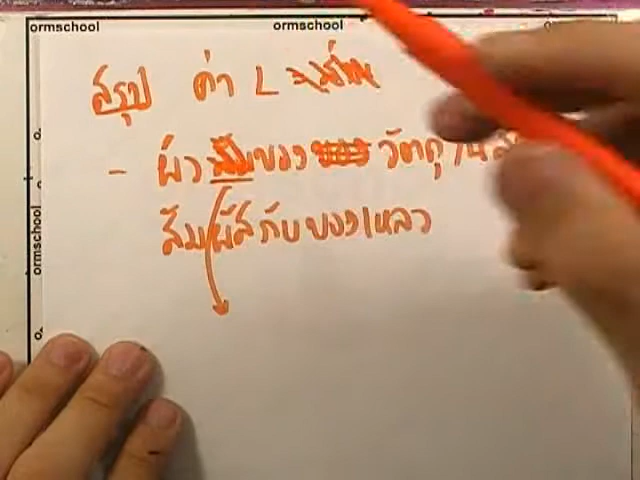 ormschool ormschool orm
สรุป ค่า L
- ผิว ของ วัตถุ
สัมผัสกับของเหลว
ormschool